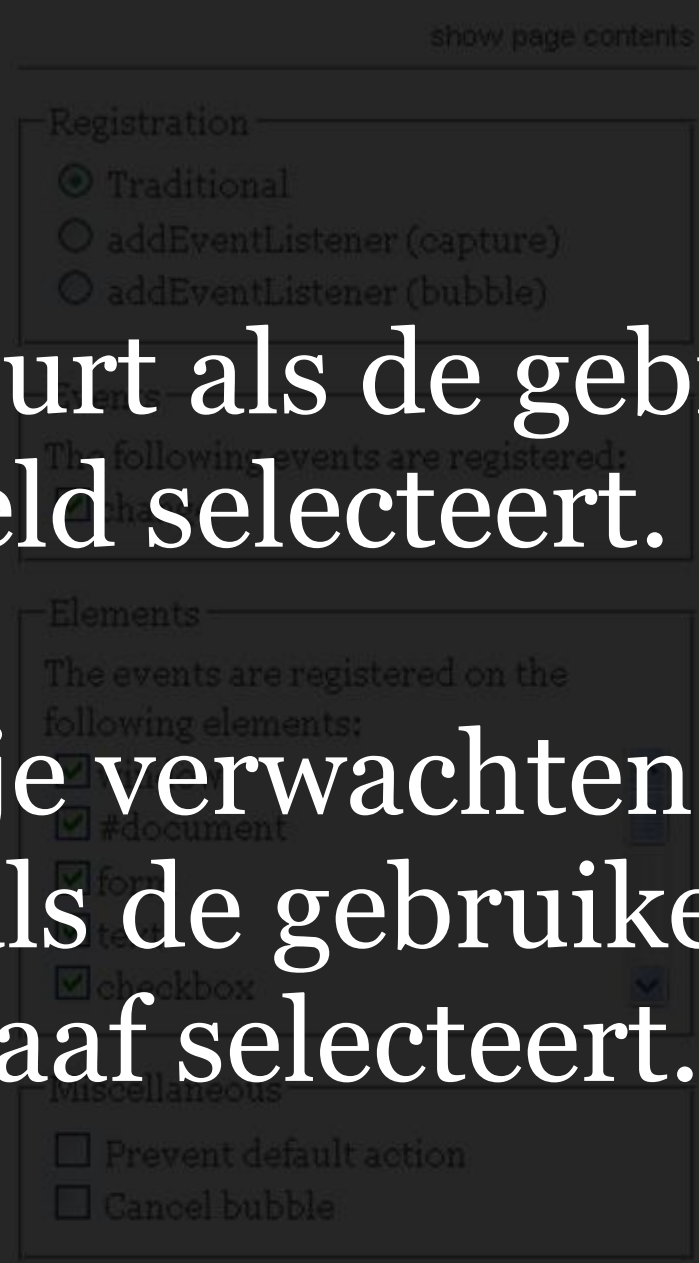 show page contents
Registration
Traditional
addEventListener (capture)
addEventListener (bubble)
urt als de geb
Events
The following events are registered:
eld selecteert.
Elements
The events are registered on the
following elements:
je verwachten
#document
ls de gebruike
checkbox
aaf selecteert.
Miscellaneous
Prevent default action
Cancel bubble